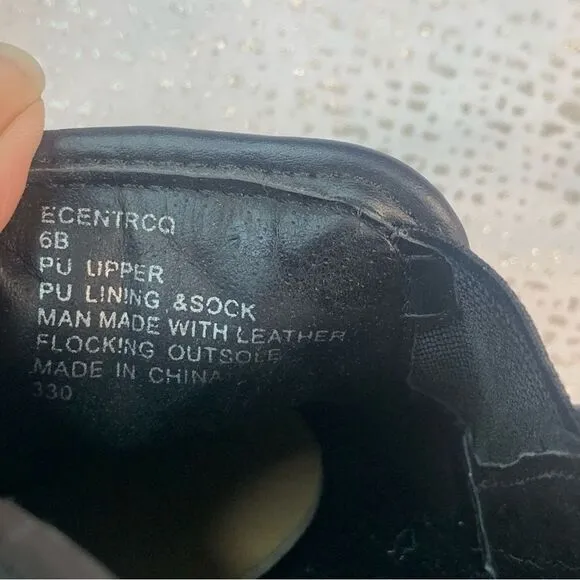 ECENTRCQ
6B
PU UPPER
PU LINING &SOCK
MAN MADE WITH LEATHER
FLOCKING OUTSOLE
MADE IN CHINA
330